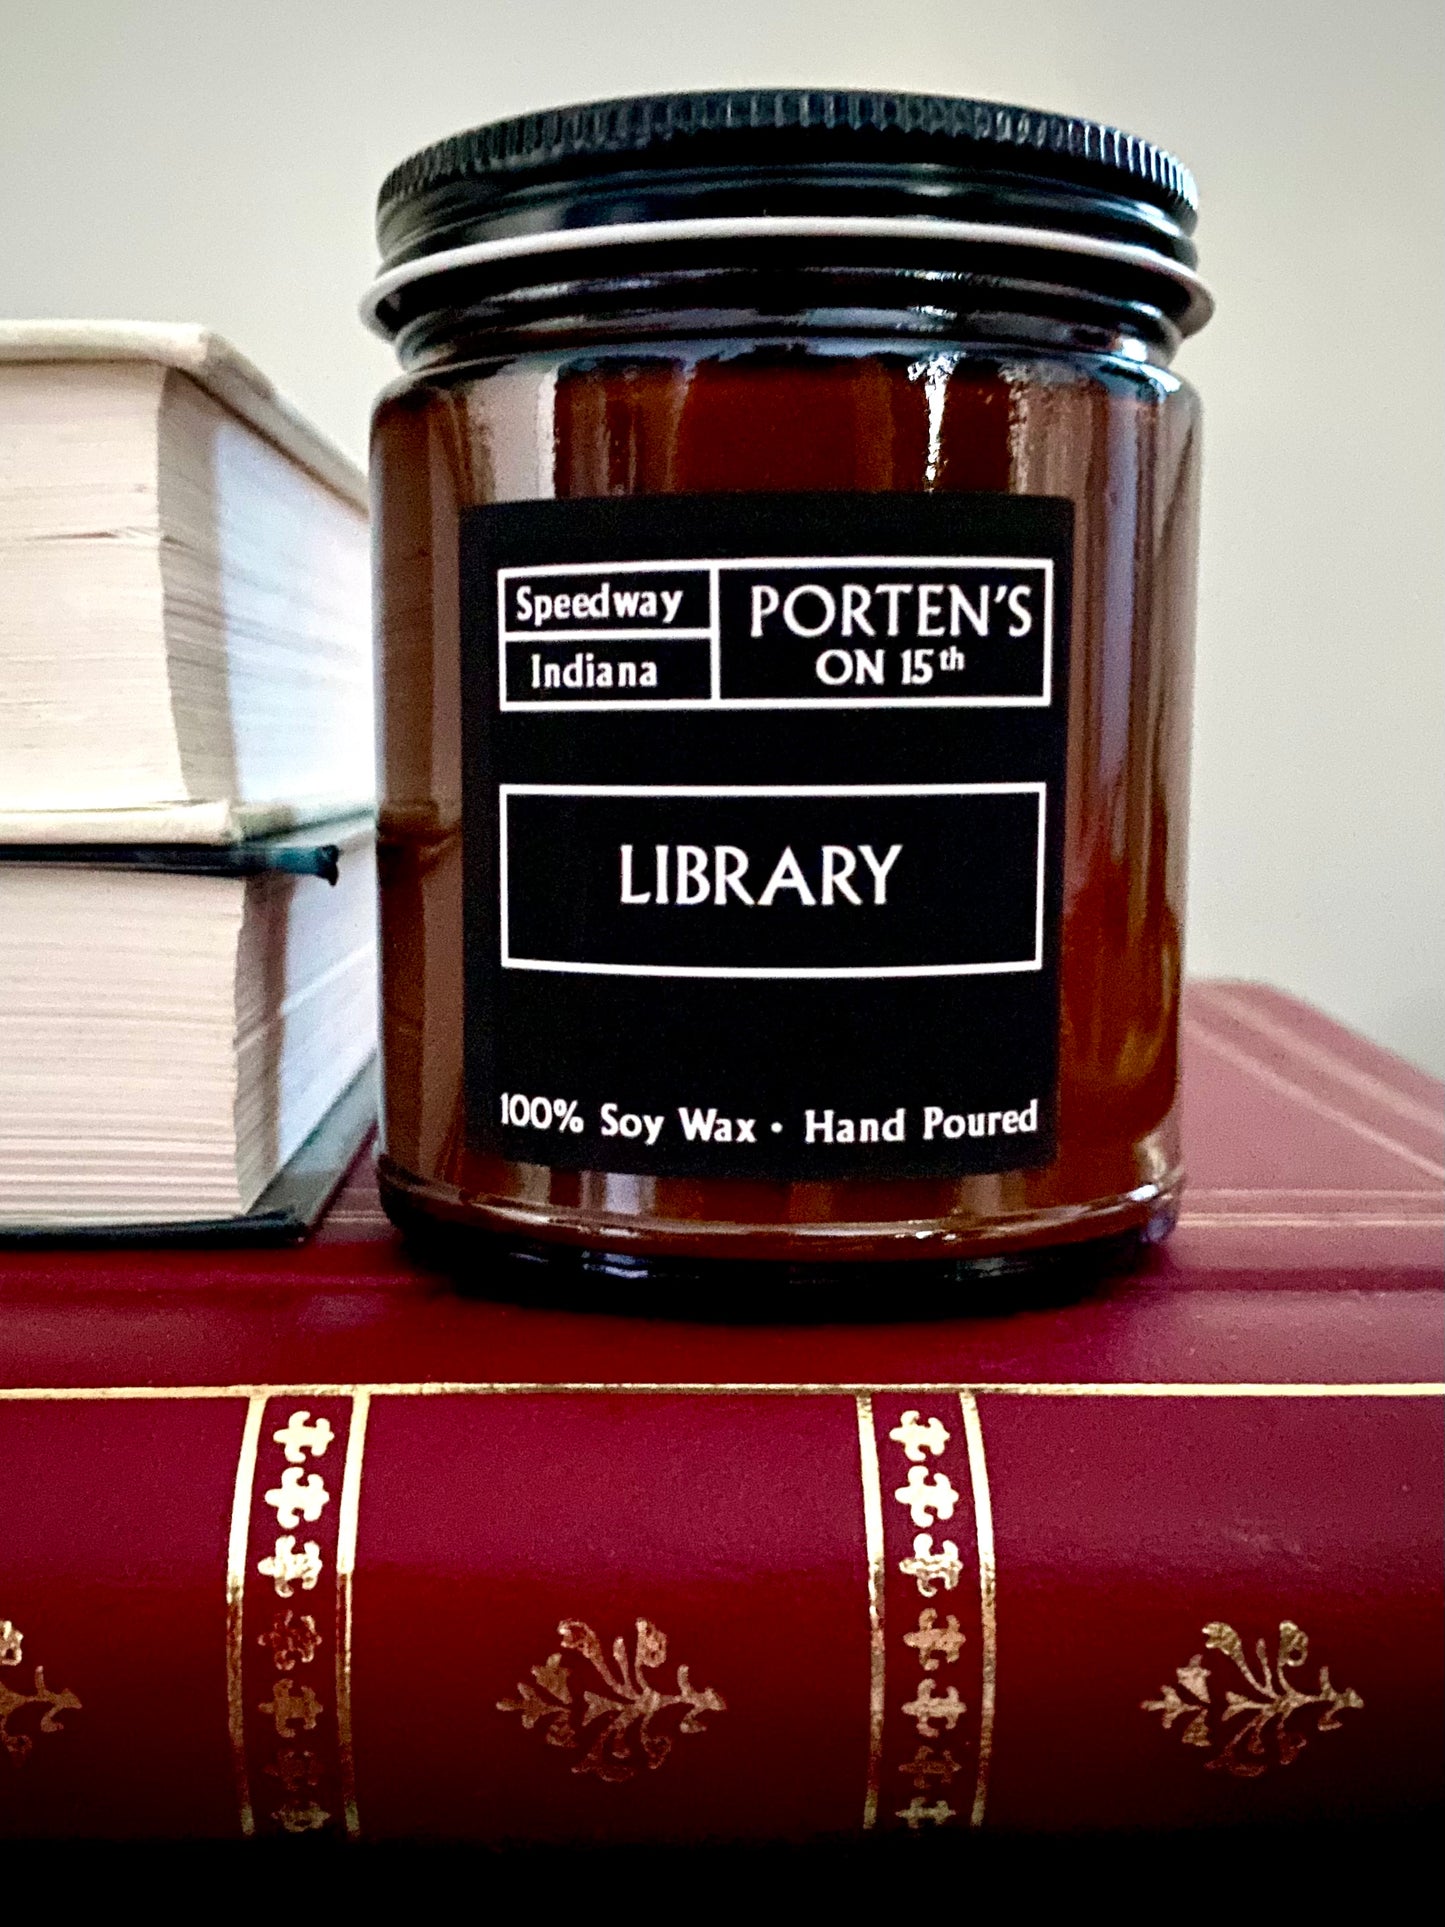 Speedway
Indiana
PORTEN'S
ON 15th
LIBRARY
100% Soy Wax • Hand Poured